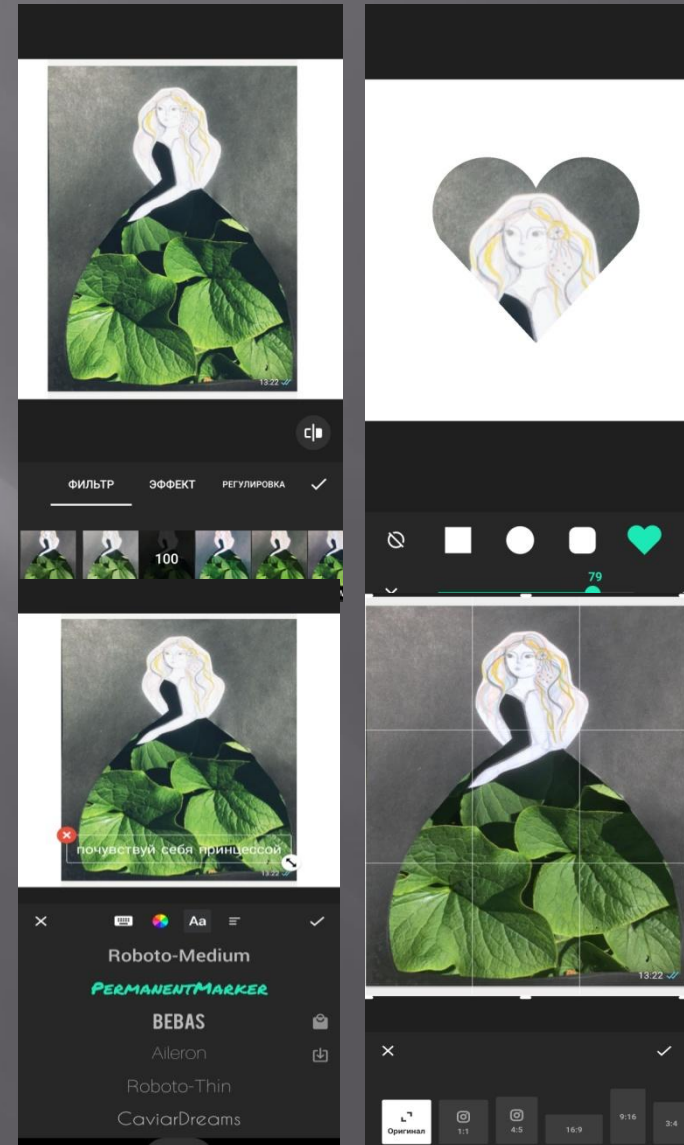 13:22
ФИЛЬТР
ЭФФЕКТ
РЕГУЛИРОВКА
100
79
почувствуй себя принцессой
13:22
Aa
Roboto-Medium
PERMANENTMARKER
BEBAS
Aileron
Roboto-Thin
CaviarDreams
13:22
Оригинал
1:1
4:5
16:9
9:16
3:4